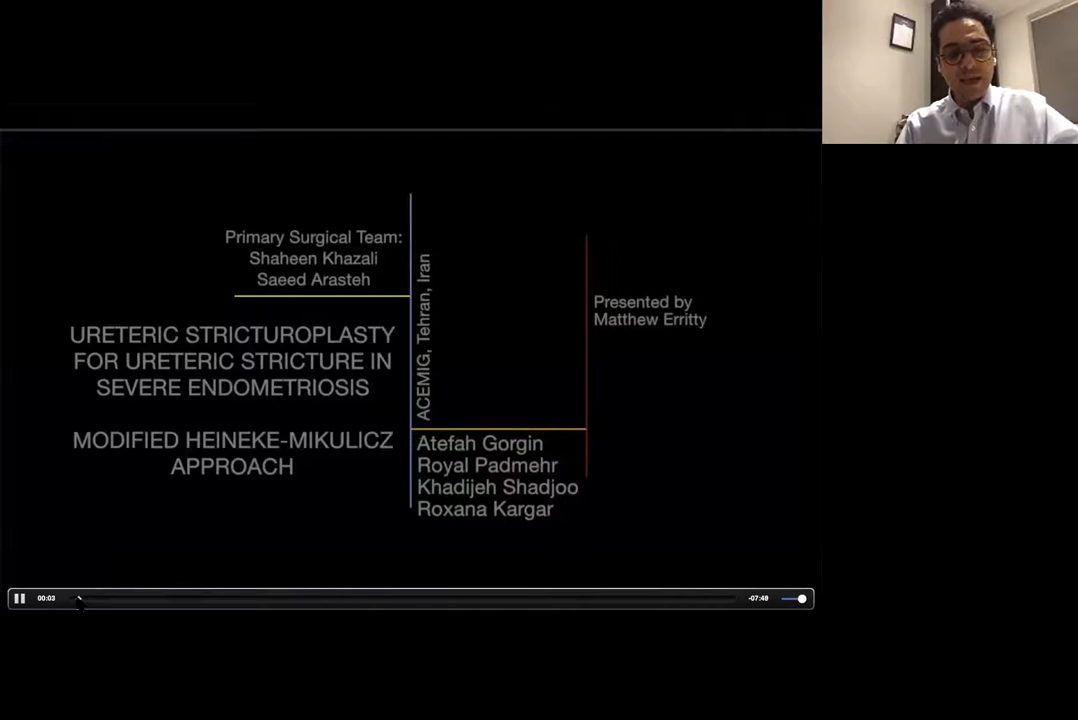 Primary Surgical Team:
Shaheen Khazali
Saeed Arasteh
URETERIC STRICTUROPLASTY
FOR URETERIC STRICTURE IN
SEVERE ENDOMETRIOSIS
MODIFIED HEINEKE-MIKULICZ
APPROACH
ACEMIG, Tehran, Iran
Atefah Gorgin
Royal Padmehr
Khadijeh Shadjoo
Roxana Kargar
Presented by
Matthew Erritty
00:03
-07:49